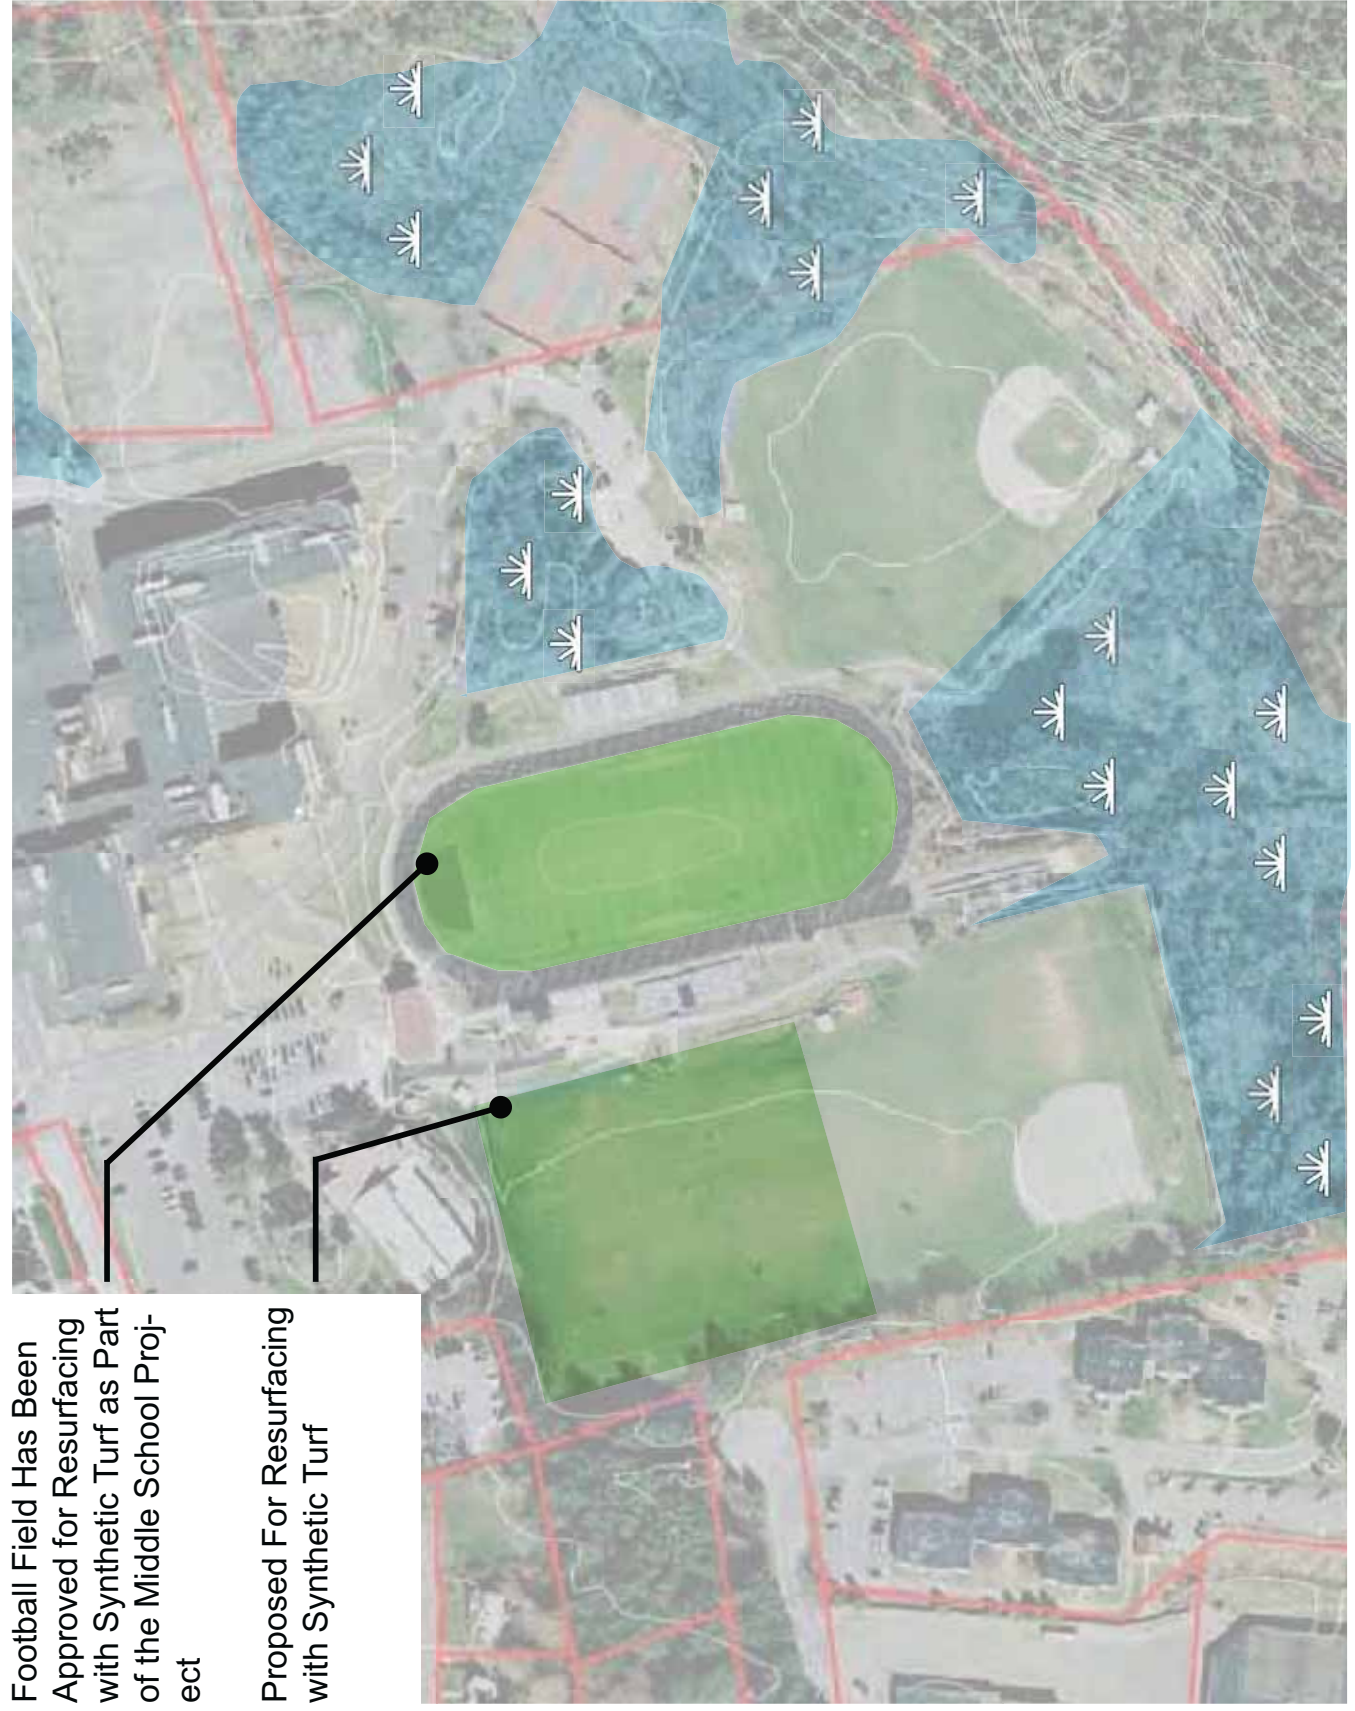 Football Field Has Been
Approved for Resurfacing
with Synthetic Turf as Part
of the Middle School Proj-
ect
Proposed For Resurfacing
with Synthetic Turf